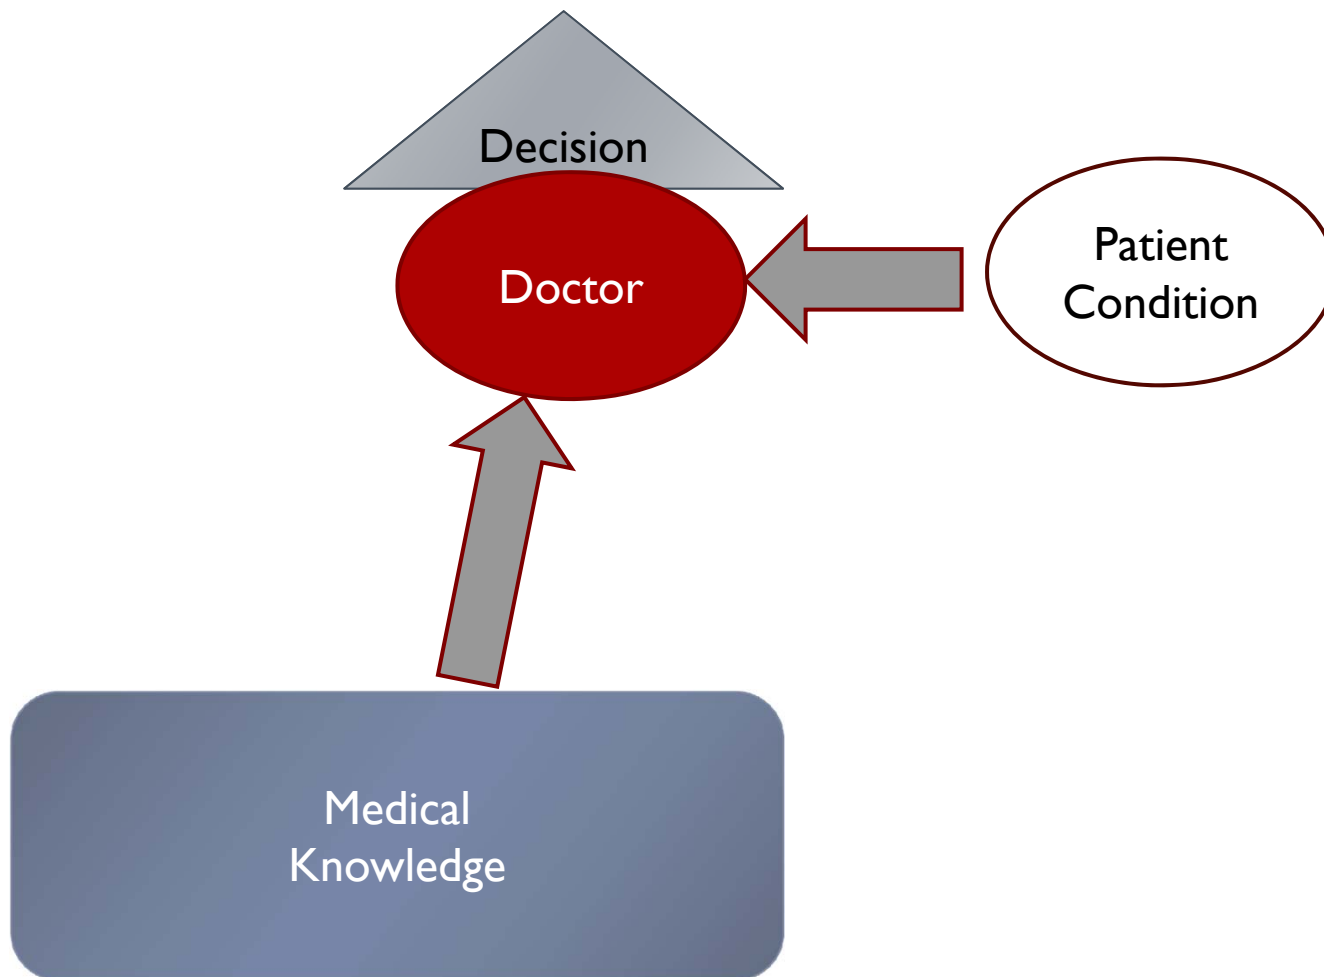 Decision
Doctor
Patient
Condition
Medical
Knowledge